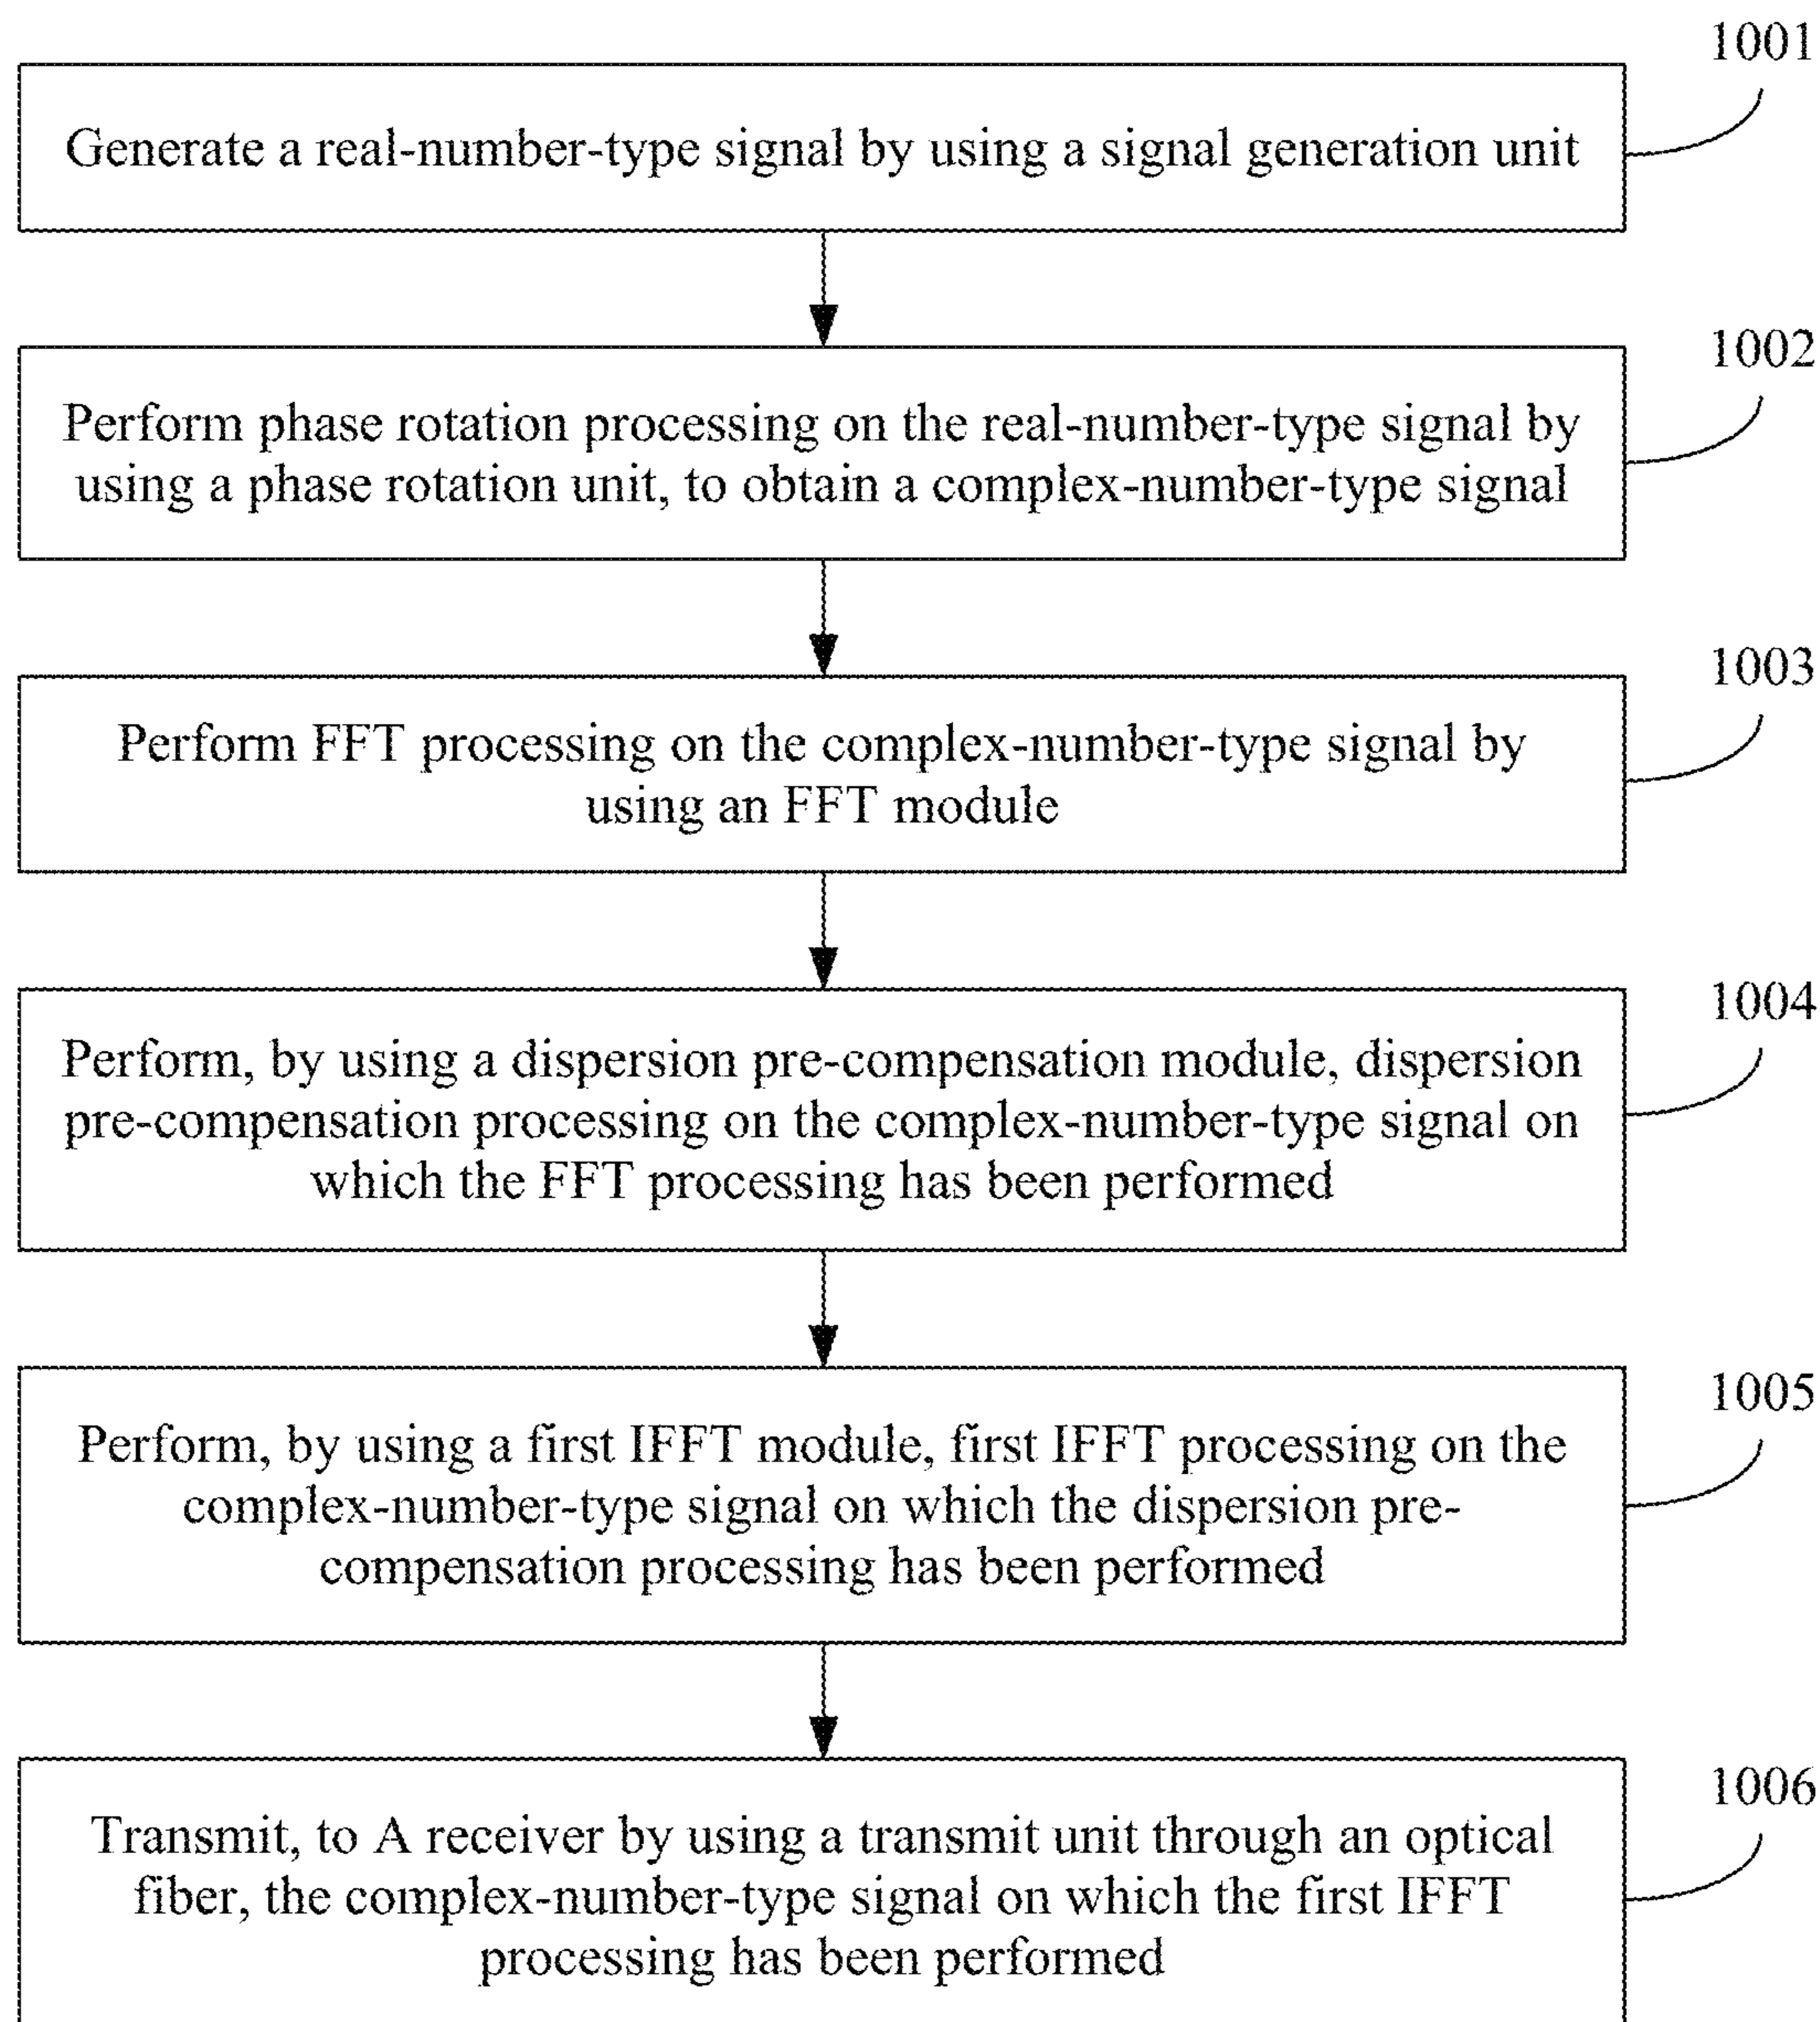 1001
Generate a real-number-type signal by using a signal generation unit
1002
Perform phase rotation processing on the real-number-type signal by
using a phase rotation unit, to obtain a complex-number-type signal
1003
Perform FFT processing on the complex-number-type signal by
using an FFT module
1004
Perform, by using a dispersion pre-compensation module, dispersion
pre-compensation processing on the complex-number-type signal on
which the FFT processing has been performed
1005
Perform, by using a first IFFT module, first IFFT processing on the
complex-number-type signal on which the dispersion pre-
compensation processing has been performed
1006
Transmit, to A receiver by using a transmit unit through an optical
fiber, the complex-number-type signal on which the first IFFT
processing has been performed